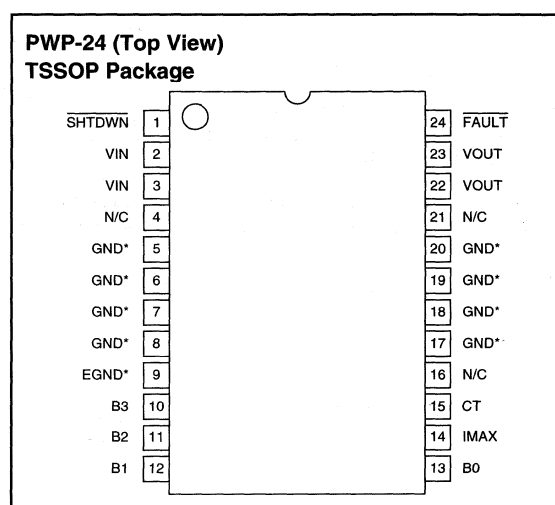 PWP-24 (Top View)
TSSOP Package
SHTDWN 1 24 FAULT
VIN 2 23 VOUT
VIN 3 22 VOUT
N/C 4 21 N/C
GND* 5 20 GND*
GND* 6 19 GND*
GND* 7 18 GND*
GND* 8 17 GND*
EGND* 9 16 N/C
B3 10 15 CT
B2 11 14 IMAX
B1 12 13 B0